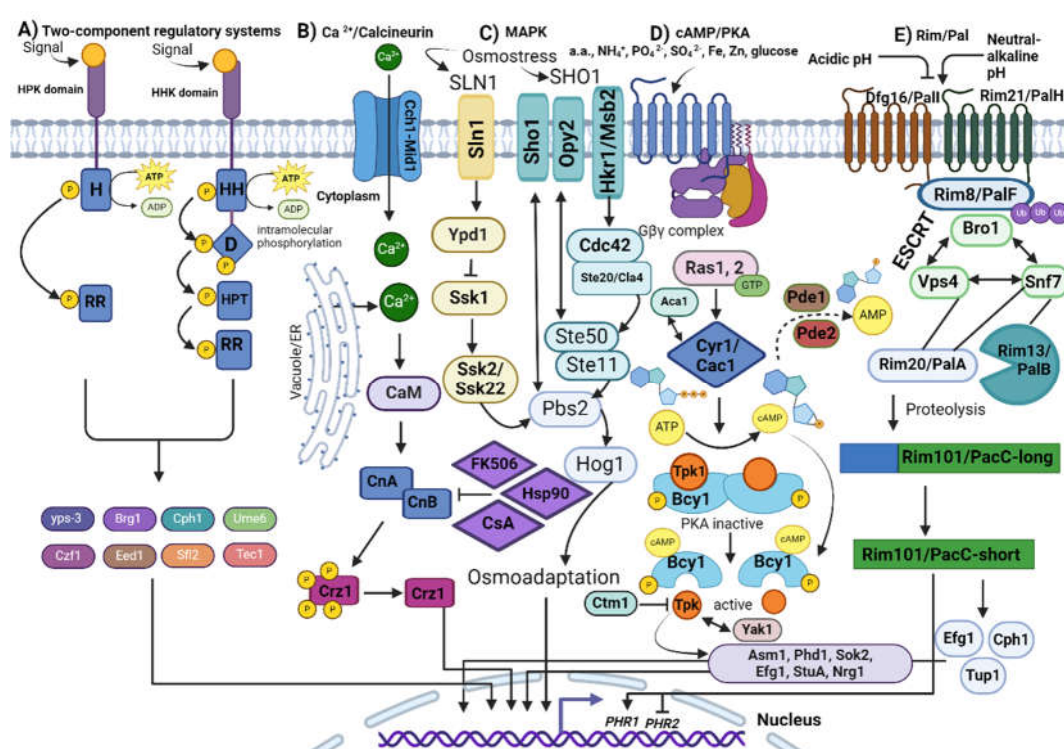 A) Two-component regulatory systems
Signal
Signal
HPK domain
HHK domain
H
P
ATP
ADP
HH
P
ATP
ADP
intramolecular
phosphorylation
P
D
P
P
RR
P
HPT
P
RR
yps-3
Brg1
Cph1
Ume6
Czf1
Eed1
Sfl2
Tec1
B) Ca 2+/Calcineurin
Ca2+
Cch1-Mid1
Cytoplasm
Ca2+
Ca2+
Vacuole/ER
CaM
CnA
CnB
FK506
Hsp90
CsA
P
P
P
P
Crz1
Crz1
C) MAPK
Osmostress
SLN1
SHO1
Sln1
Sho1
Opy2
Hkr1/Msb2
Ypd1
Ssk1
Ssk2/
Ssk22
Cdc42
Ste20/Cla4
Ste50
Ste11
Pbs2
Hog1
Osmoadaptation
D) cAMP/PKA
a.a., NH₄⁺, PO₄²⁻, SO₄²⁻, Fe, Zn, glucose
Gβγ complex
Ras1, 2
GTP
Aca1
Cyr1/
Cac1
Pde1
Pde2
AMP
ATP
cAMP
Tpk1
Bcy1
P
P
PKA inactive
cAMP
cAMP
Bcy1
Bcy1
P
P
Ctm1
Tpk
active
Yak1
Asm1, Phd1, Sok2,
Efg1, StuA, Nrg1
E) Rim/Pal
Acidic pH
Neutral-
alkaline
pH
Dfg16/PalI
Rim21/PalH
Rim8/PalF
Ub
Ub
Ub
ESCRT
Bro1
Vps4
Snf7
Rim20/PalA
Rim13/
PalB
Proteolysis
Rim101/PacC-long
Rim101/PacC-short
Efg1
Cph1
Tup1
PHR1
PHR2
Nucleus